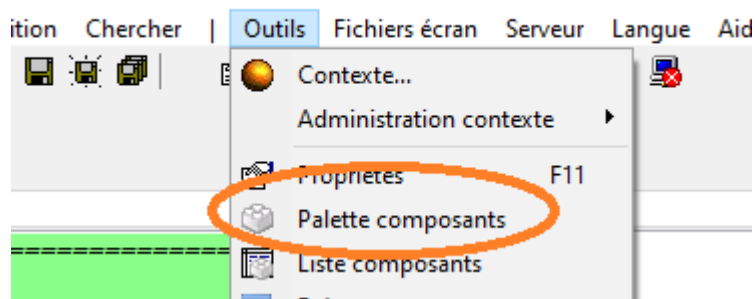 ition Chercher | Outils Fichiers écran Serveur Langue Aid
Contexte...
Administration contexte
Propriétés F11
Palette composants
Liste composants